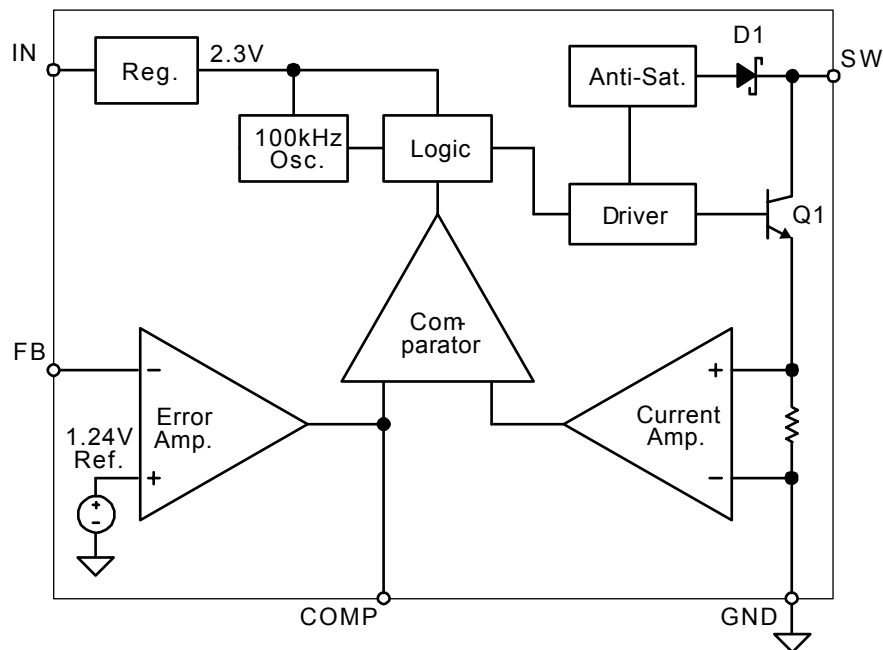 D1
IN
Reg.
2.3V
Anti-Sat.
SW
100kHz
Osc.
Logic
Driver
Q1
Com-
parator
FB
−
+
Error
Amp.
Current
Amp.
1.24V
Ref.
+
−
+
−
COMP
GND